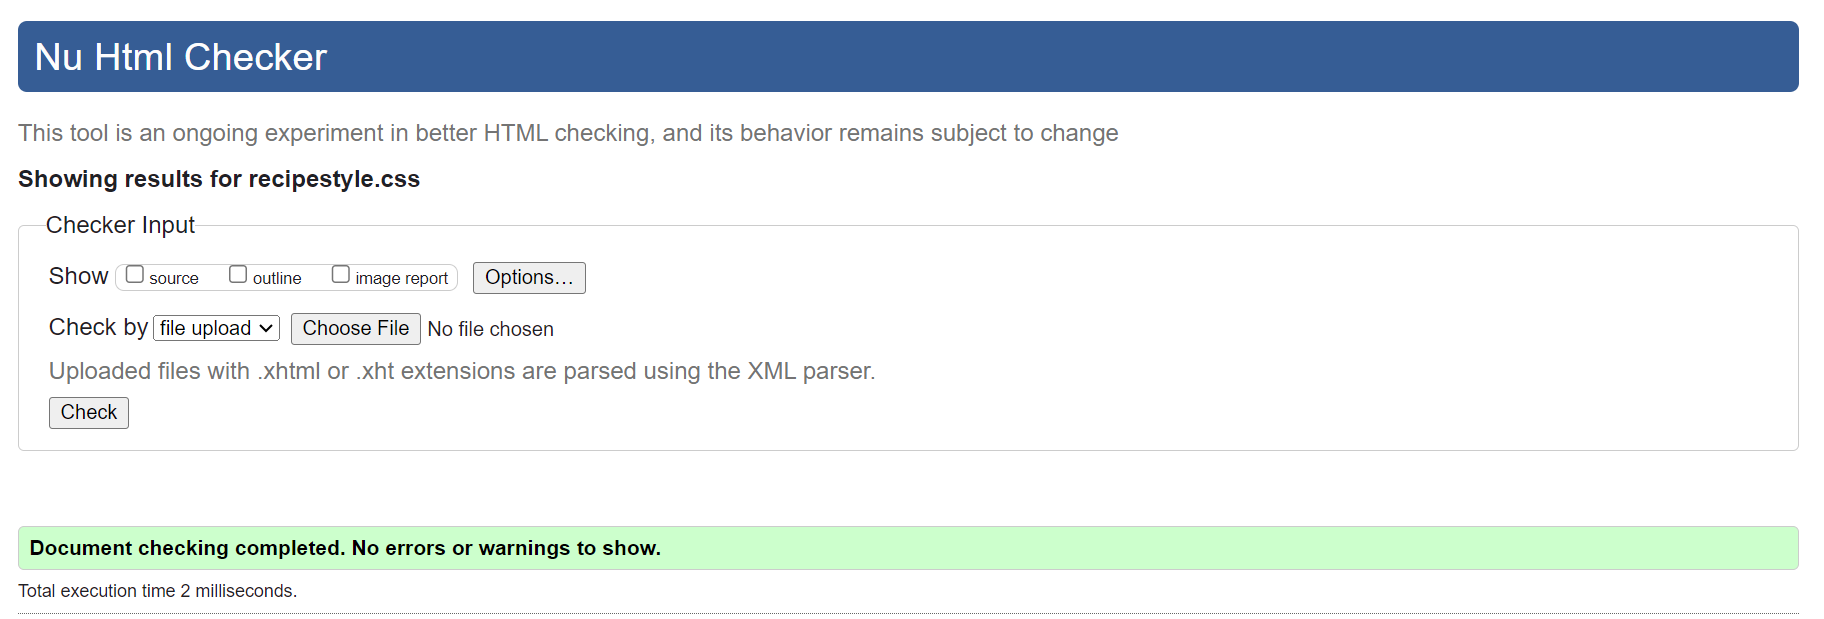 Nu Html Checker
This tool is an ongoing experiment in better HTML checking, and its behavior remains subject to change
Showing results for recipestyle.css
Checker Input
Show source outline image report Options...
Check by file upload Choose File No file chosen
Uploaded files with .xhtml or .xht extensions are parsed using the XML parser.
Check
Document checking completed. No errors or warnings to show.
Total execution time 2 milliseconds.